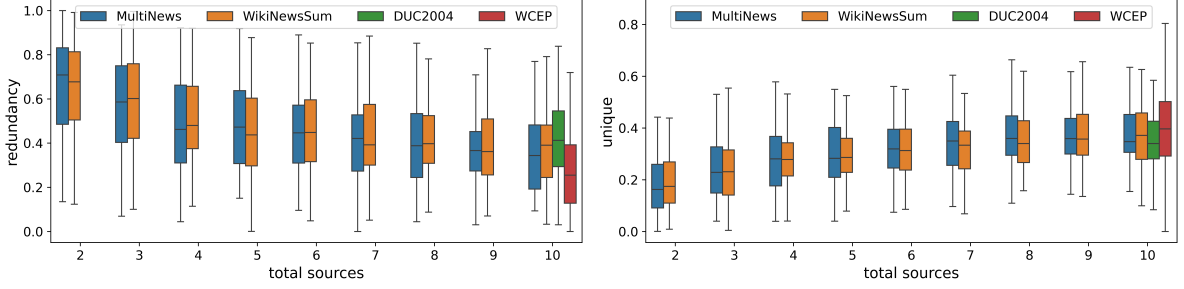 MultiNews WikiNewsSum DUC2004 WCEP
1.0
0.8
0.6
0.4
0.2
0.0
redundancy
2 3 4 5 6 7 8 9 10
total sources
MultiNews WikiNewsSum DUC2004 WCEP
0.8
0.6
0.4
0.2
0.0
unique
2 3 4 5 6 7 8 9 10
total sources